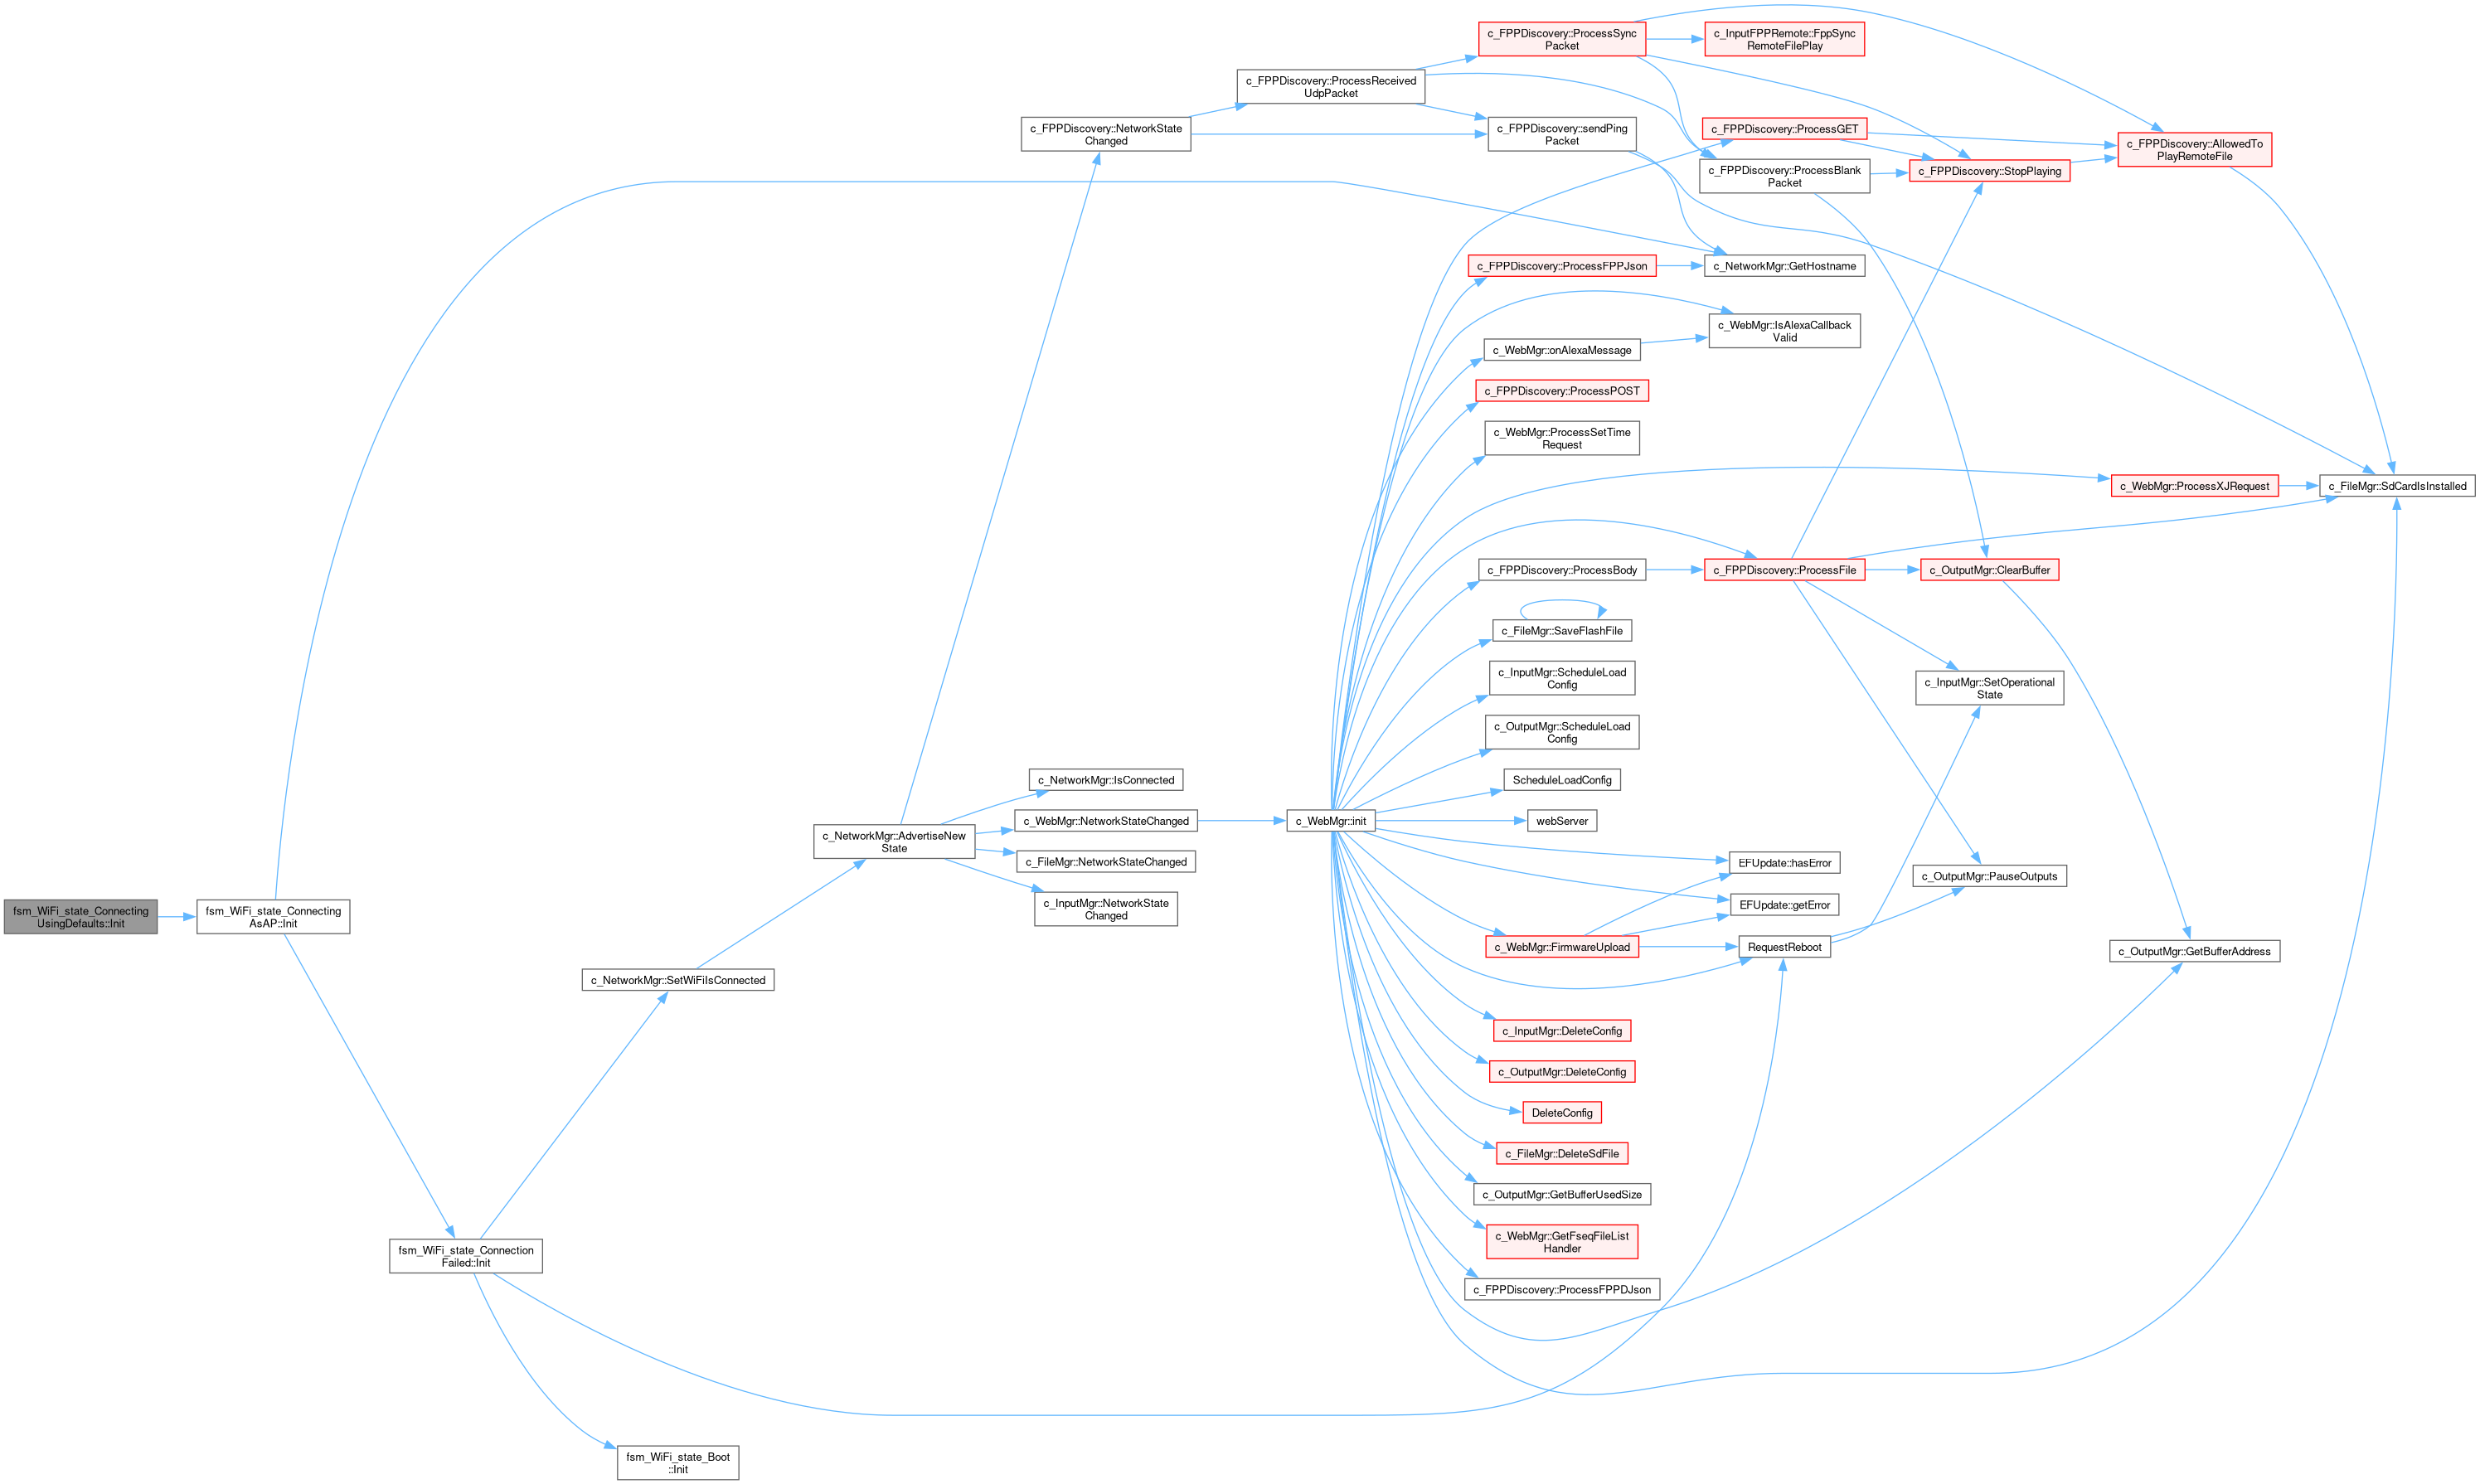 c_FPPDiscovery::ProcessSync
Packet
c_InputFPPRemote::FppSync
RemoteFilePlay
c_FPPDiscovery::ProcessReceived
UdpPacket
c_FPPDiscovery::NetworkState
Changed
c_FPPDiscovery::sendPing
Packet
c_FPPDiscovery::ProcessGET
c_FPPDiscovery::AllowedTo
PlayRemoteFile
c_FPPDiscovery::ProcessBlank
Packet
c_FPPDiscovery::StopPlaying
c_FPPDiscovery::ProcessFPPJson
c_NetworkMgr::GetHostname
c_WebMgr::IsAlexaCallback
Valid
c_WebMgr::onAlexaMessage
c_FPPDiscovery::ProcessPOST
c_WebMgr::ProcessSetTime
Request
c_WebMgr::ProcessXJRequest
c_FileMgr::SdCardIsInstalled
c_FPPDiscovery::ProcessBody
c_FPPDiscovery::ProcessFile
c_OutputMgr::ClearBuffer
c_FileMgr::SaveFlashFile
c_InputMgr::ScheduleLoad
Config
c_InputMgr::SetOperational
State
c_OutputMgr::ScheduleLoad
Config
c_NetworkMgr::IsConnected
ScheduleLoadConfig
c_NetworkMgr::AdvertiseNew
State
c_WebMgr::NetworkStateChanged
c_WebMgr::init
webServer
c_FileMgr::NetworkStateChanged
EFUpdate::hasError
c_OutputMgr::PauseOutputs
fsm_WiFi_state_Connecting
UsingDefaults::Init
fsm_WiFi_state_Connecting
AsAP::Init
c_InputMgr::NetworkState
Changed
EFUpdate::getError
c_WebMgr::FirmwareUpload
RequestReboot
c_OutputMgr::GetBufferAddress
c_NetworkMgr::SetWiFiIsConnected
c_InputMgr::DeleteConfig
c_OutputMgr::DeleteConfig
DeleteConfig
c_FileMgr::DeleteSdFile
c_OutputMgr::GetBufferUsedSize
fsm_WiFi_state_Connection
Failed::Init
c_WebMgr::GetFseqFileList
Handler
c_FPPDiscovery::ProcessFPPDJson
fsm_WiFi_state_Boot
::Init